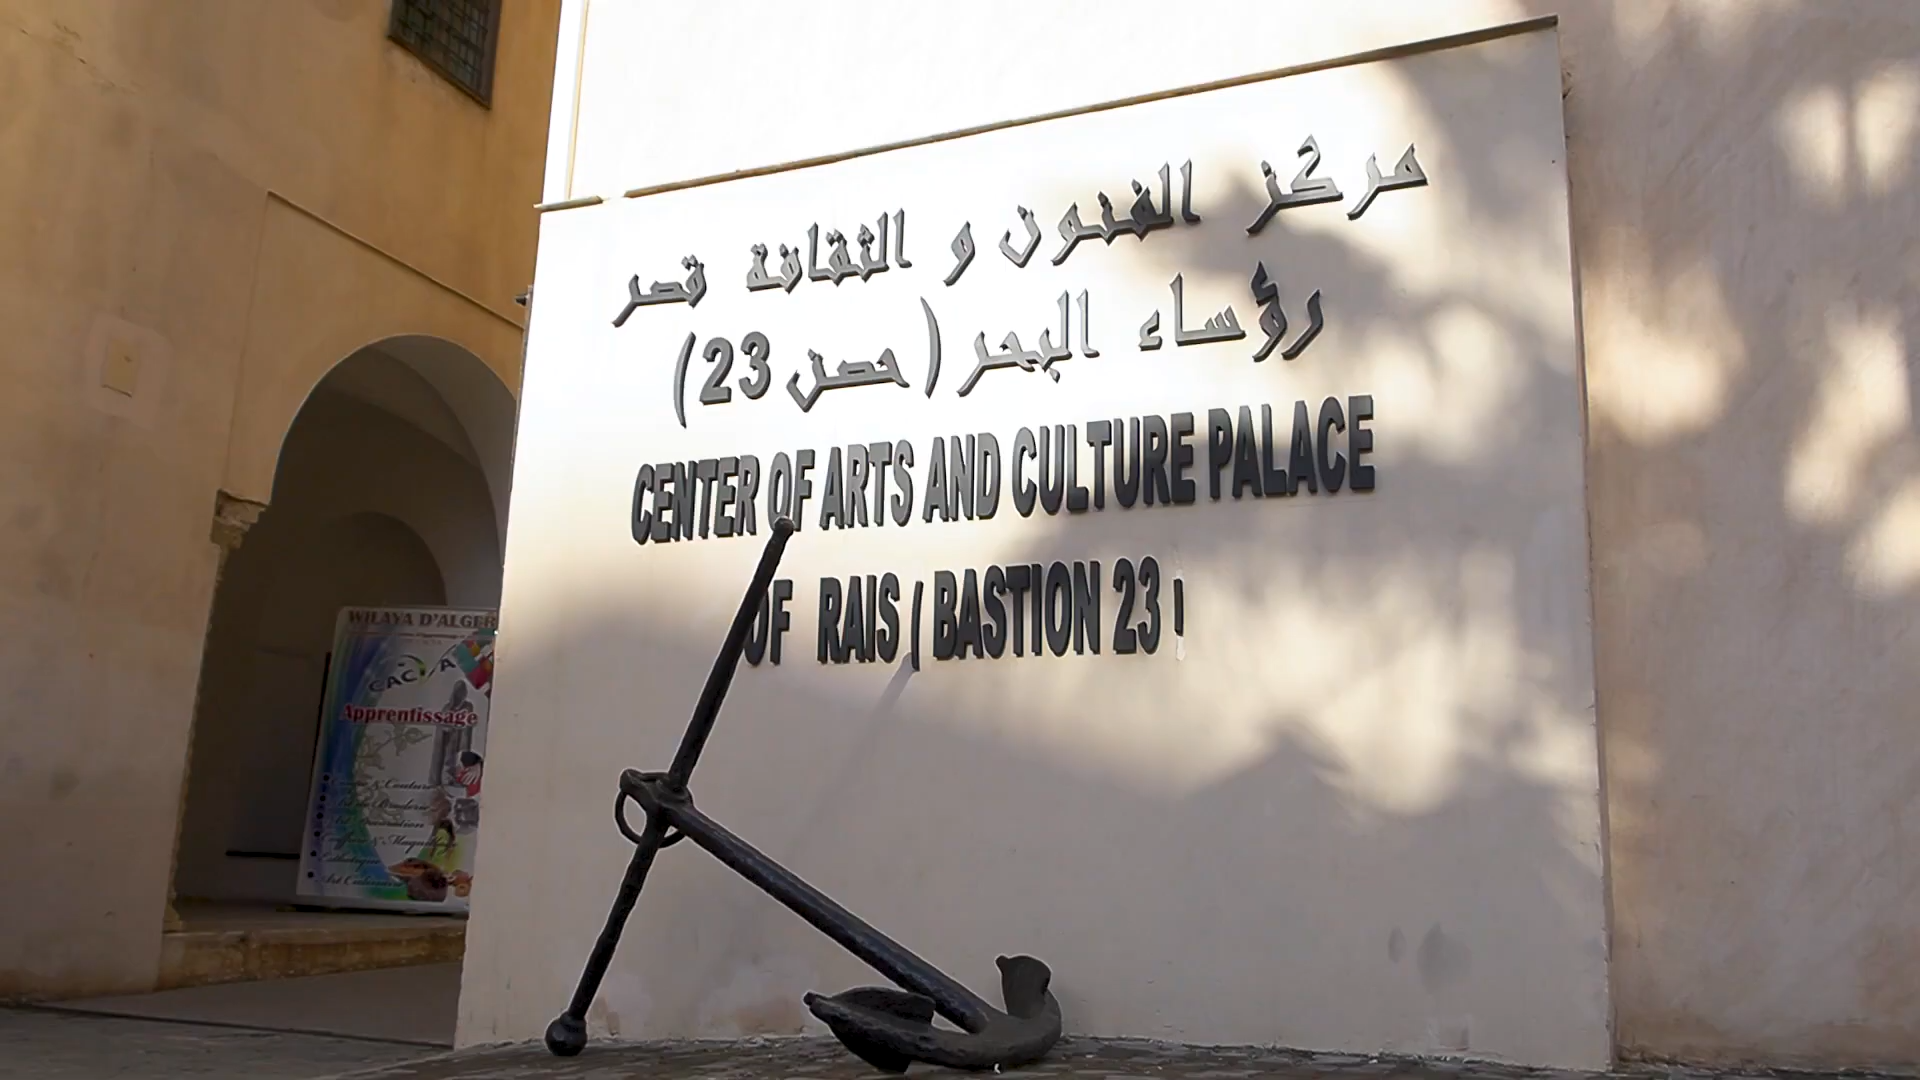 مركز الفنون و الثقافة قصر
رؤساء البحر (حصن 23)
CENTER OF ARTS AND CULTURE PALACE
OF RAIS ( BASTION 23 )
WILAYA D'ALGER
Apprentissage